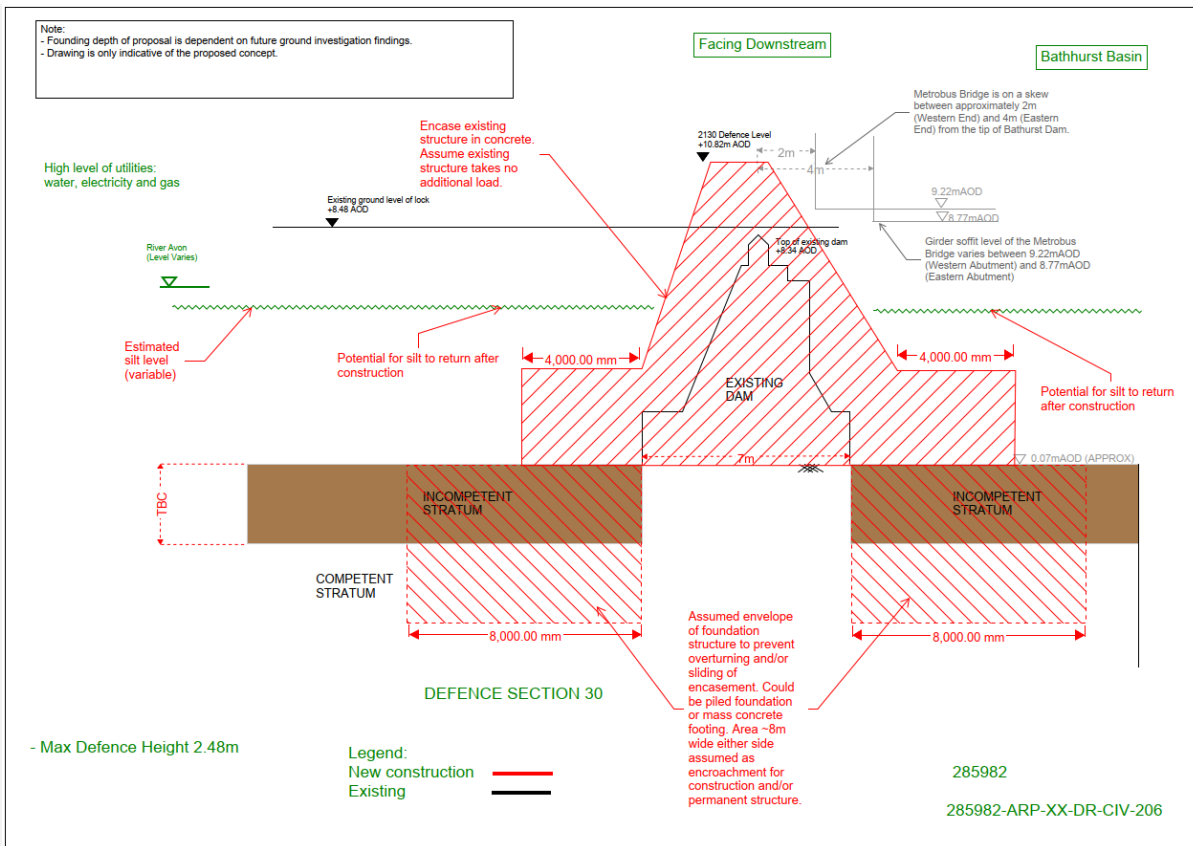 Note:
- Founding depth of proposal is dependent on future ground investigation findings.
- Drawing is only indicative of the proposed concept.
Facing Downstream
Bathhurst Basin
Metrobus Bridge is on a skew
between approximately 2m
(Western End) and 4m (Eastern
End) from the tip of Bathurst Dam.
Encase existing
structure in concrete.
Assume existing
structure takes no
additional load.
2130 Defence Level
+10.82m AOD
2m
4m
High level of utilities:
water, electricity and gas
9.22mAOD
8.77mAOD
Existing ground level of lock
+8.48 AOD
Top of existing dam
+8.34 AOD
Girder soffit level of the Metrobus
Bridge varies between 9.22mAOD
(Western Abutment) and 8.77mAOD
(Eastern Abutment)
River Avon
(Level Varies)
Estimated
silt level
(variable)
Potential for silt to return after
construction
4,000.00 mm
4,000.00 mm
EXISTING
DAM
Potential for silt to return
after construction
7m
0.07mAOD (APPROX)
TBC
INCOMPETENT
STRATUM
INCOMPETENT
STRATUM
COMPETENT
STRATUM
8,000.00 mm
8,000.00 mm
Assumed envelope
of foundation
structure to prevent
overturning and/or
sliding of
encasement. Could
be piled foundation
or mass concrete
footing. Area ~8m
wide either side
assumed as
encroachment for
construction and/or
permanent structure.
DEFENCE SECTION 30
- Max Defence Height 2.48m
Legend:
New construction
Existing
285982
285982-ARP-XX-DR-CIV-206